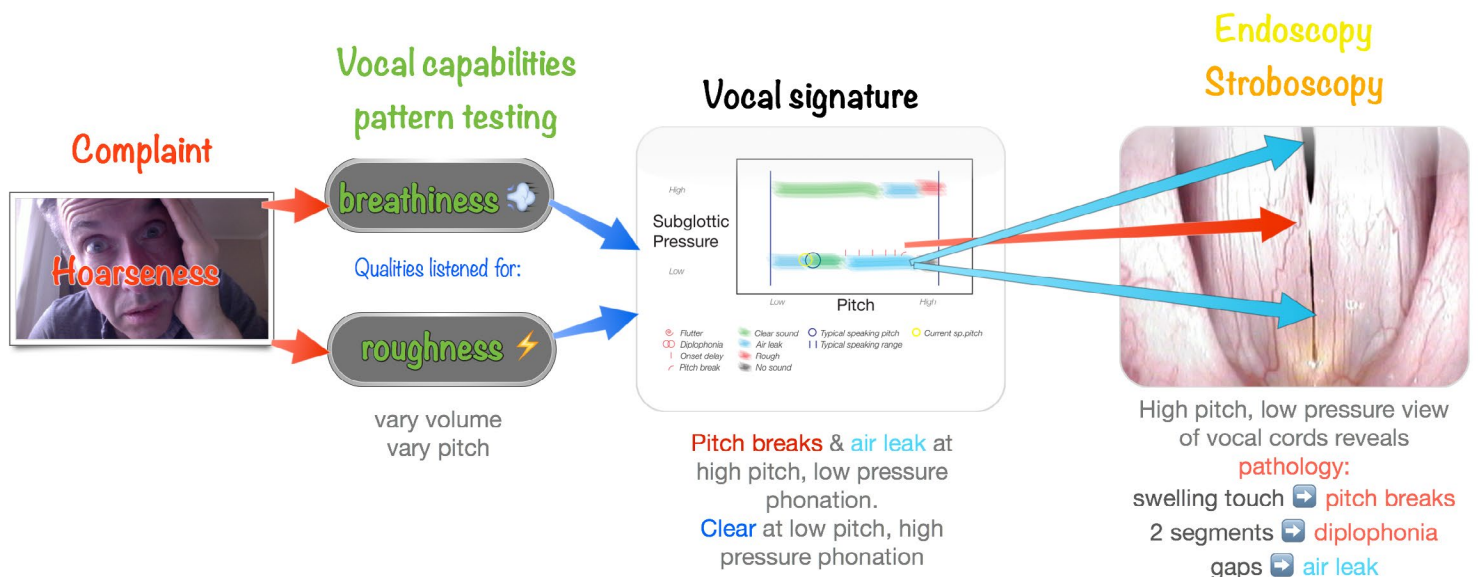 Complaint
Hoarseness
Vocal capabilities
pattern testing
breathiness
Qualities listened for:
roughness
vary volume
vary pitch
Vocal signature
High
Subglottic
Pressure
Low
Low
Pitch
High
Flutter
Diplophonia
Onset delay
Pitch break
Clear sound
Air leak
Rough
No sound
Typical speaking pitch
Typical speaking range
Current sp.pitch
Pitch breaks & air leak at
high pitch, low pressure
phonation.
Clear at low pitch, high
pressure phonation
Endoscopy
Stroboscopy
High pitch, low pressure view
of vocal cords reveals
pathology:
swelling touch ➡ pitch breaks
2 segments ➡ diplophonia
gaps ➡ air leak